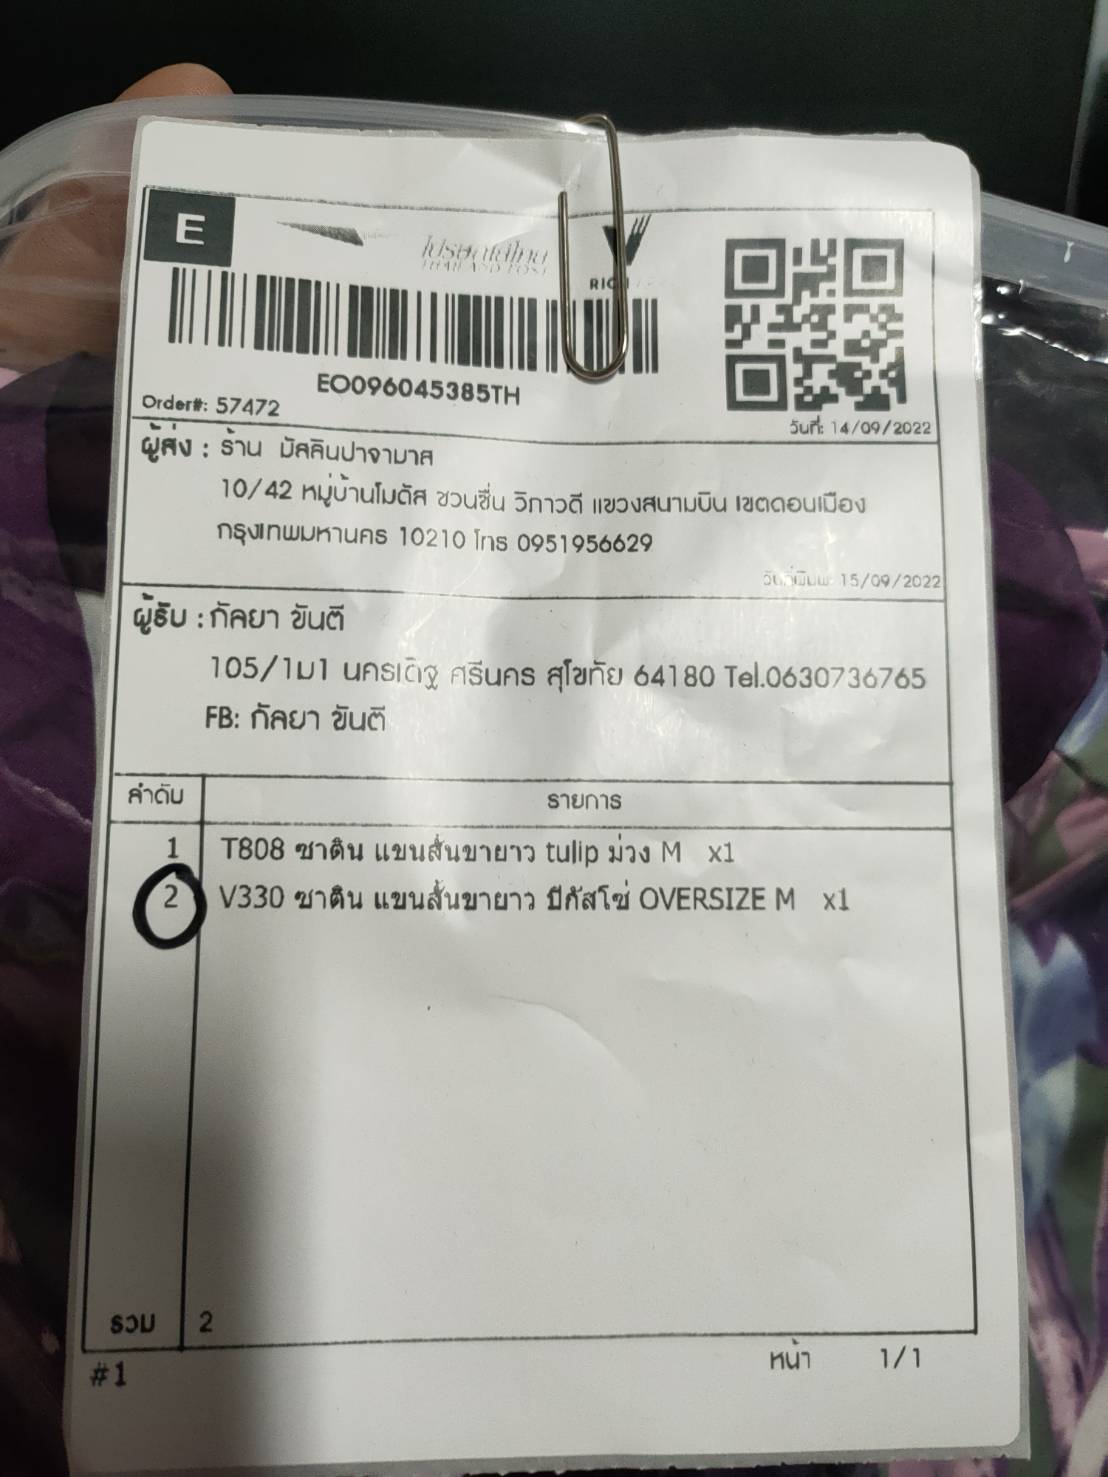 E
ไปรษณีย์ไทย
THAILAND POST
EO096045385TH
Order#: 57472
วันที่: 14/09/2022
ผู้ส่ง : ร้าน มัสลินปาจามาส
10/42 หมู่บ้านโมดัส ชวนชื่น วิภาวดี แขวงสนามบิน เขตดอนเมือง
กรุงเทพมหานคร 10210 โทร 0951956629
วันที่พิมพ์: 15/09/2022
ผู้รับ : กัลยา ขันตี
105/1ม1 นครเดิฐ ศรีนคร สุโขทัย 64180 Tel.0630736765
FB: กัลยา ขันตี
ลำดับ รายการ
1 T808 ซาติน แขนสั้นขายาว tulip ม่วง M x1
2 V330 ซาติน แขนสั้นขายาว ปีกัสโซ่ OVERSIZE M x1
รวม 2
#1 หน้า 1/1